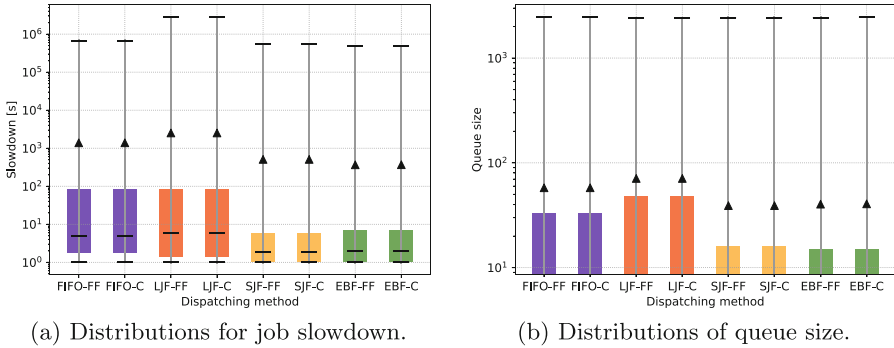 Slowdown [s]
10^6
10^5
10^4
10^3
10^2
10^1
10^0
FIFO-FF FIFO-C LJF-FF LJF-C SJF-FF SJF-C EBF-FF EBF-C
Dispatching method
(a) Distributions for job slowdown.
Queue size
10^3
10^2
10^1
FIFO-FF FIFO-C LJF-FF LJF-C SJF-FF SJF-C EBF-FF EBF-C
Dispatching method
(b) Distributions of queue size.